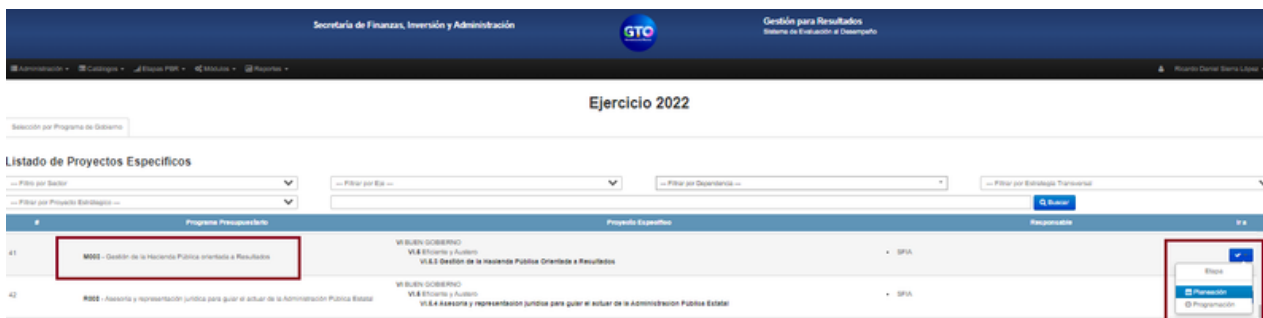 Secretaría de Finanzas, Inversión y Administración
GTO
Gestión para Resultados
Sistema de Evaluación al Desempeño
Administración
Catálogos
Etapas PBR
Módulos
Reportes
Ricardo Daniel Sierra López
Ejercicio 2022
Selección por Programa de Gobierno
Listado de Proyectos Específicos
--- Filtro por Sector
--- Filtrar por Eje ---
--- Filtrar por Dependencia ---
--- Filtrar por Estrategia Transversal
--- Filtrar por Proyecto Estratégico ---
Buscar
# Programa Presupuestario Proyecto Específico Responsable Ir a
41
M003 - Gestión de la Hacienda Pública orientada a Resultados
VI BUEN GOBIERNO
VI.6 Eficiente y Austero
VI.6.3 Gestión de la Hacienda Pública Orientada a Resultados
SFIA
Etapa
Planeación
Programación
42
- Asesoría y representación jurídica para guiar el actuar de la Administración Pública Estatal
VI BUEN GOBIERNO
VI.6 Eficiente y Austero
VI.6.4 Asesoría y representación jurídica para guiar el actuar de la Administración Pública Estatal
SFIA